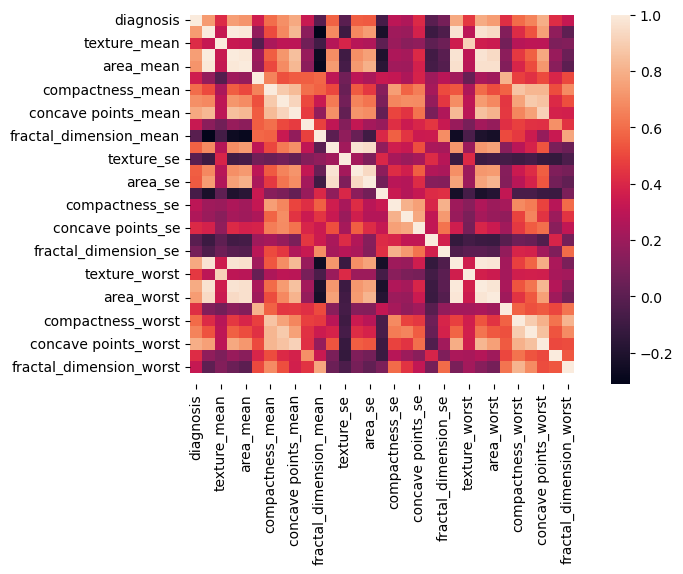 diagnosis
texture_mean
area_mean
compactness_mean
concave points_mean
fractal_dimension_mean
texture_se
area_se
compactness_se
concave points_se
fractal_dimension_se
texture_worst
area_worst
compactness_worst
concave points_worst
fractal_dimension_worst
diagnosis
texture_mean
area_mean
compactness_mean
concave points_mean
fractal_dimension_mean
texture_se
area_se
compactness_se
concave points_se
fractal_dimension_se
texture_worst
area_worst
compactness_worst
concave points_worst
fractal_dimension_worst
1.0
0.8
0.6
0.4
0.2
0.0
−0.2